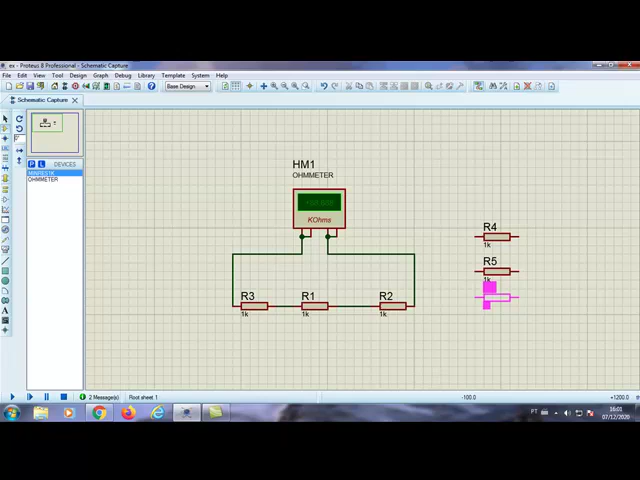 ex - Proteus 8 Professional - Schematic Capture
File Edit View Tool Design Graph Debug Library Template System Help
Base Design
Schematic Capture
P L DEVICES
MINRES1K
OHMMETER
HM1
OHMMETER
KOhms
R4
1k
R5
1k
R3 R1 R2
1k 1k 1k
2 Message(s) Root sheet 1 -100.0 +1200.0
PT 16:01
07/12/2020